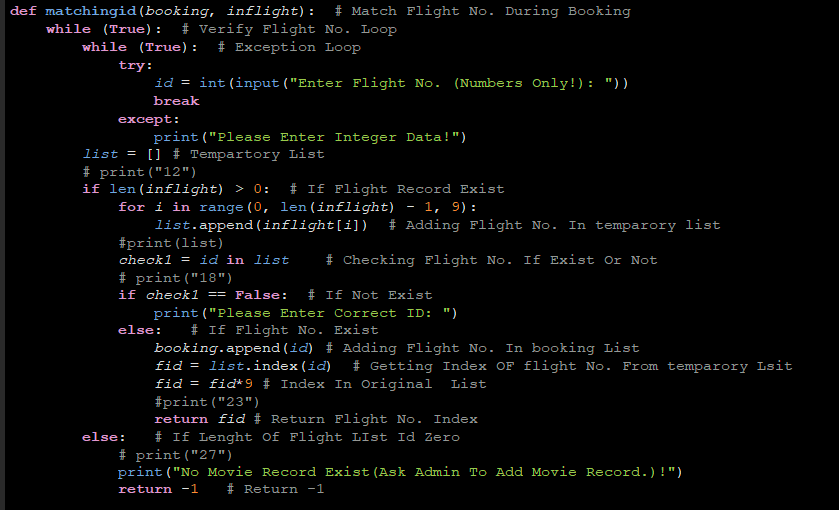 def matchingid(booking, inflight):  # Match Flight No. During Booking
    while (True):  # Verify Flight No. Loop
        while (True):  # Exception Loop
            try:
                id = int(input("Enter Flight No. (Numbers Only!): "))
                break
            except:
                print("Please Enter Integer Data!")
        list = [] # Tempartory List
        # print("12")
        if len(inflight) > 0:  # If Flight Record Exist
            for i in range(0, len(inflight) - 1, 9):
                list.append(inflight[i])  # Adding Flight No. In temparory list
            #print(list)
            check1 = id in list    # Checking Flight No. If Exist Or Not
            # print("18")
            if check1 == False:  # If Not Exist
                print("Please Enter Correct ID: ")
            else:   # If Flight No. Exist
                booking.append(id) # Adding Flight No. In booking List
                fid = list.index(id)  # Getting Index OF flight No. From temparory Lsit
                fid = fid*9 # Index In Original  List
                #print("23")
                return fid # Return Flight No. Index
        else:   # If Lenght Of Flight LIst Id Zero
            # print("27")
            print("No Movie Record Exist(Ask Admin To Add Movie Record.)!")
            return -1   # Return -1